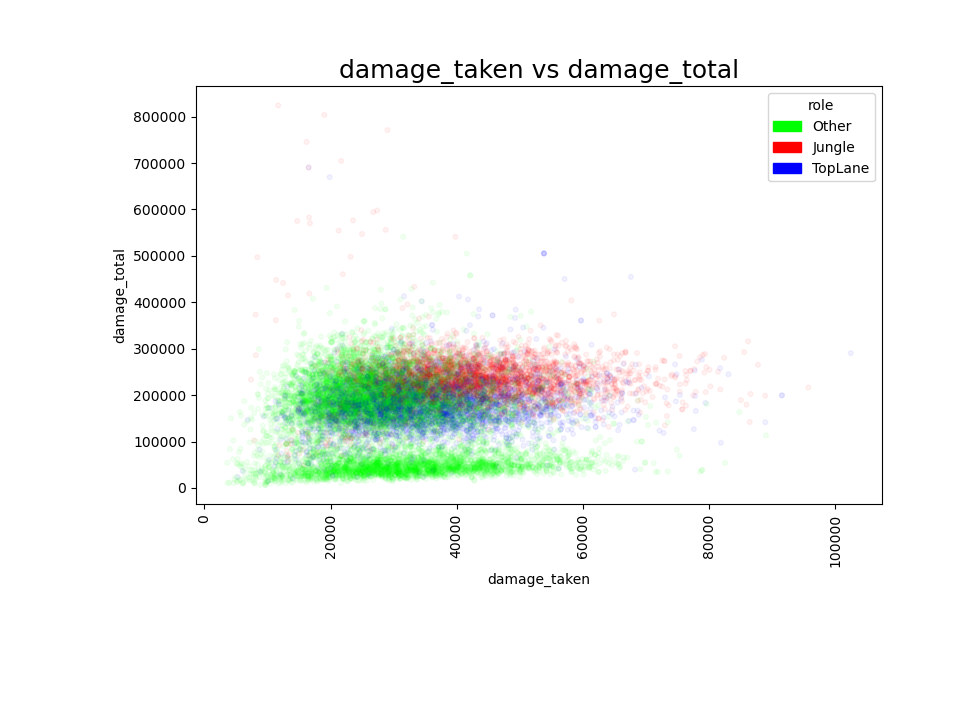 damage_taken vs damage_total
role
Other
Jungle
TopLane
damage_total
800000
700000
600000
500000
400000
300000
200000
100000
0
0
20000
40000
60000
80000
100000
damage_taken